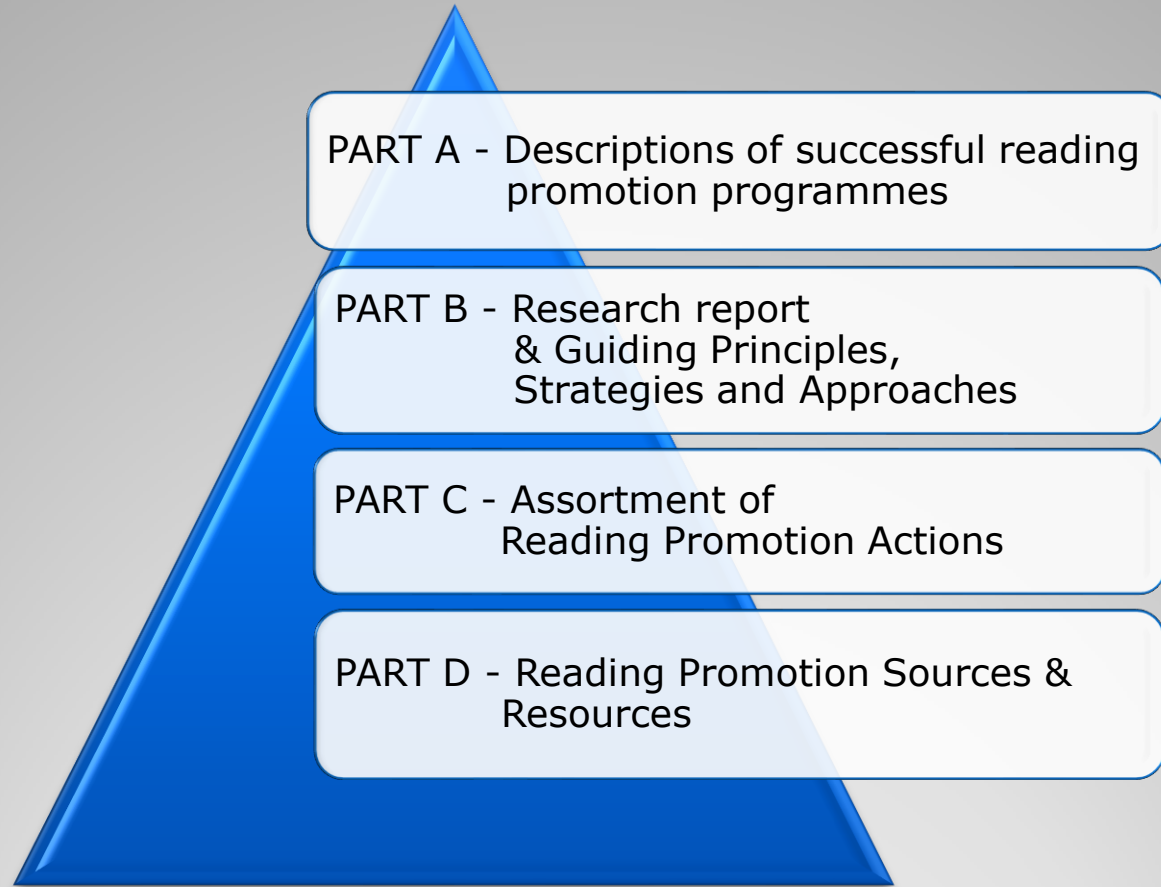 PART A - Descriptions of successful reading
promotion programmes
PART B - Research report
& Guiding Principles,
Strategies and Approaches
PART C - Assortment of
Reading Promotion Actions
PART D - Reading Promotion Sources &
Resources